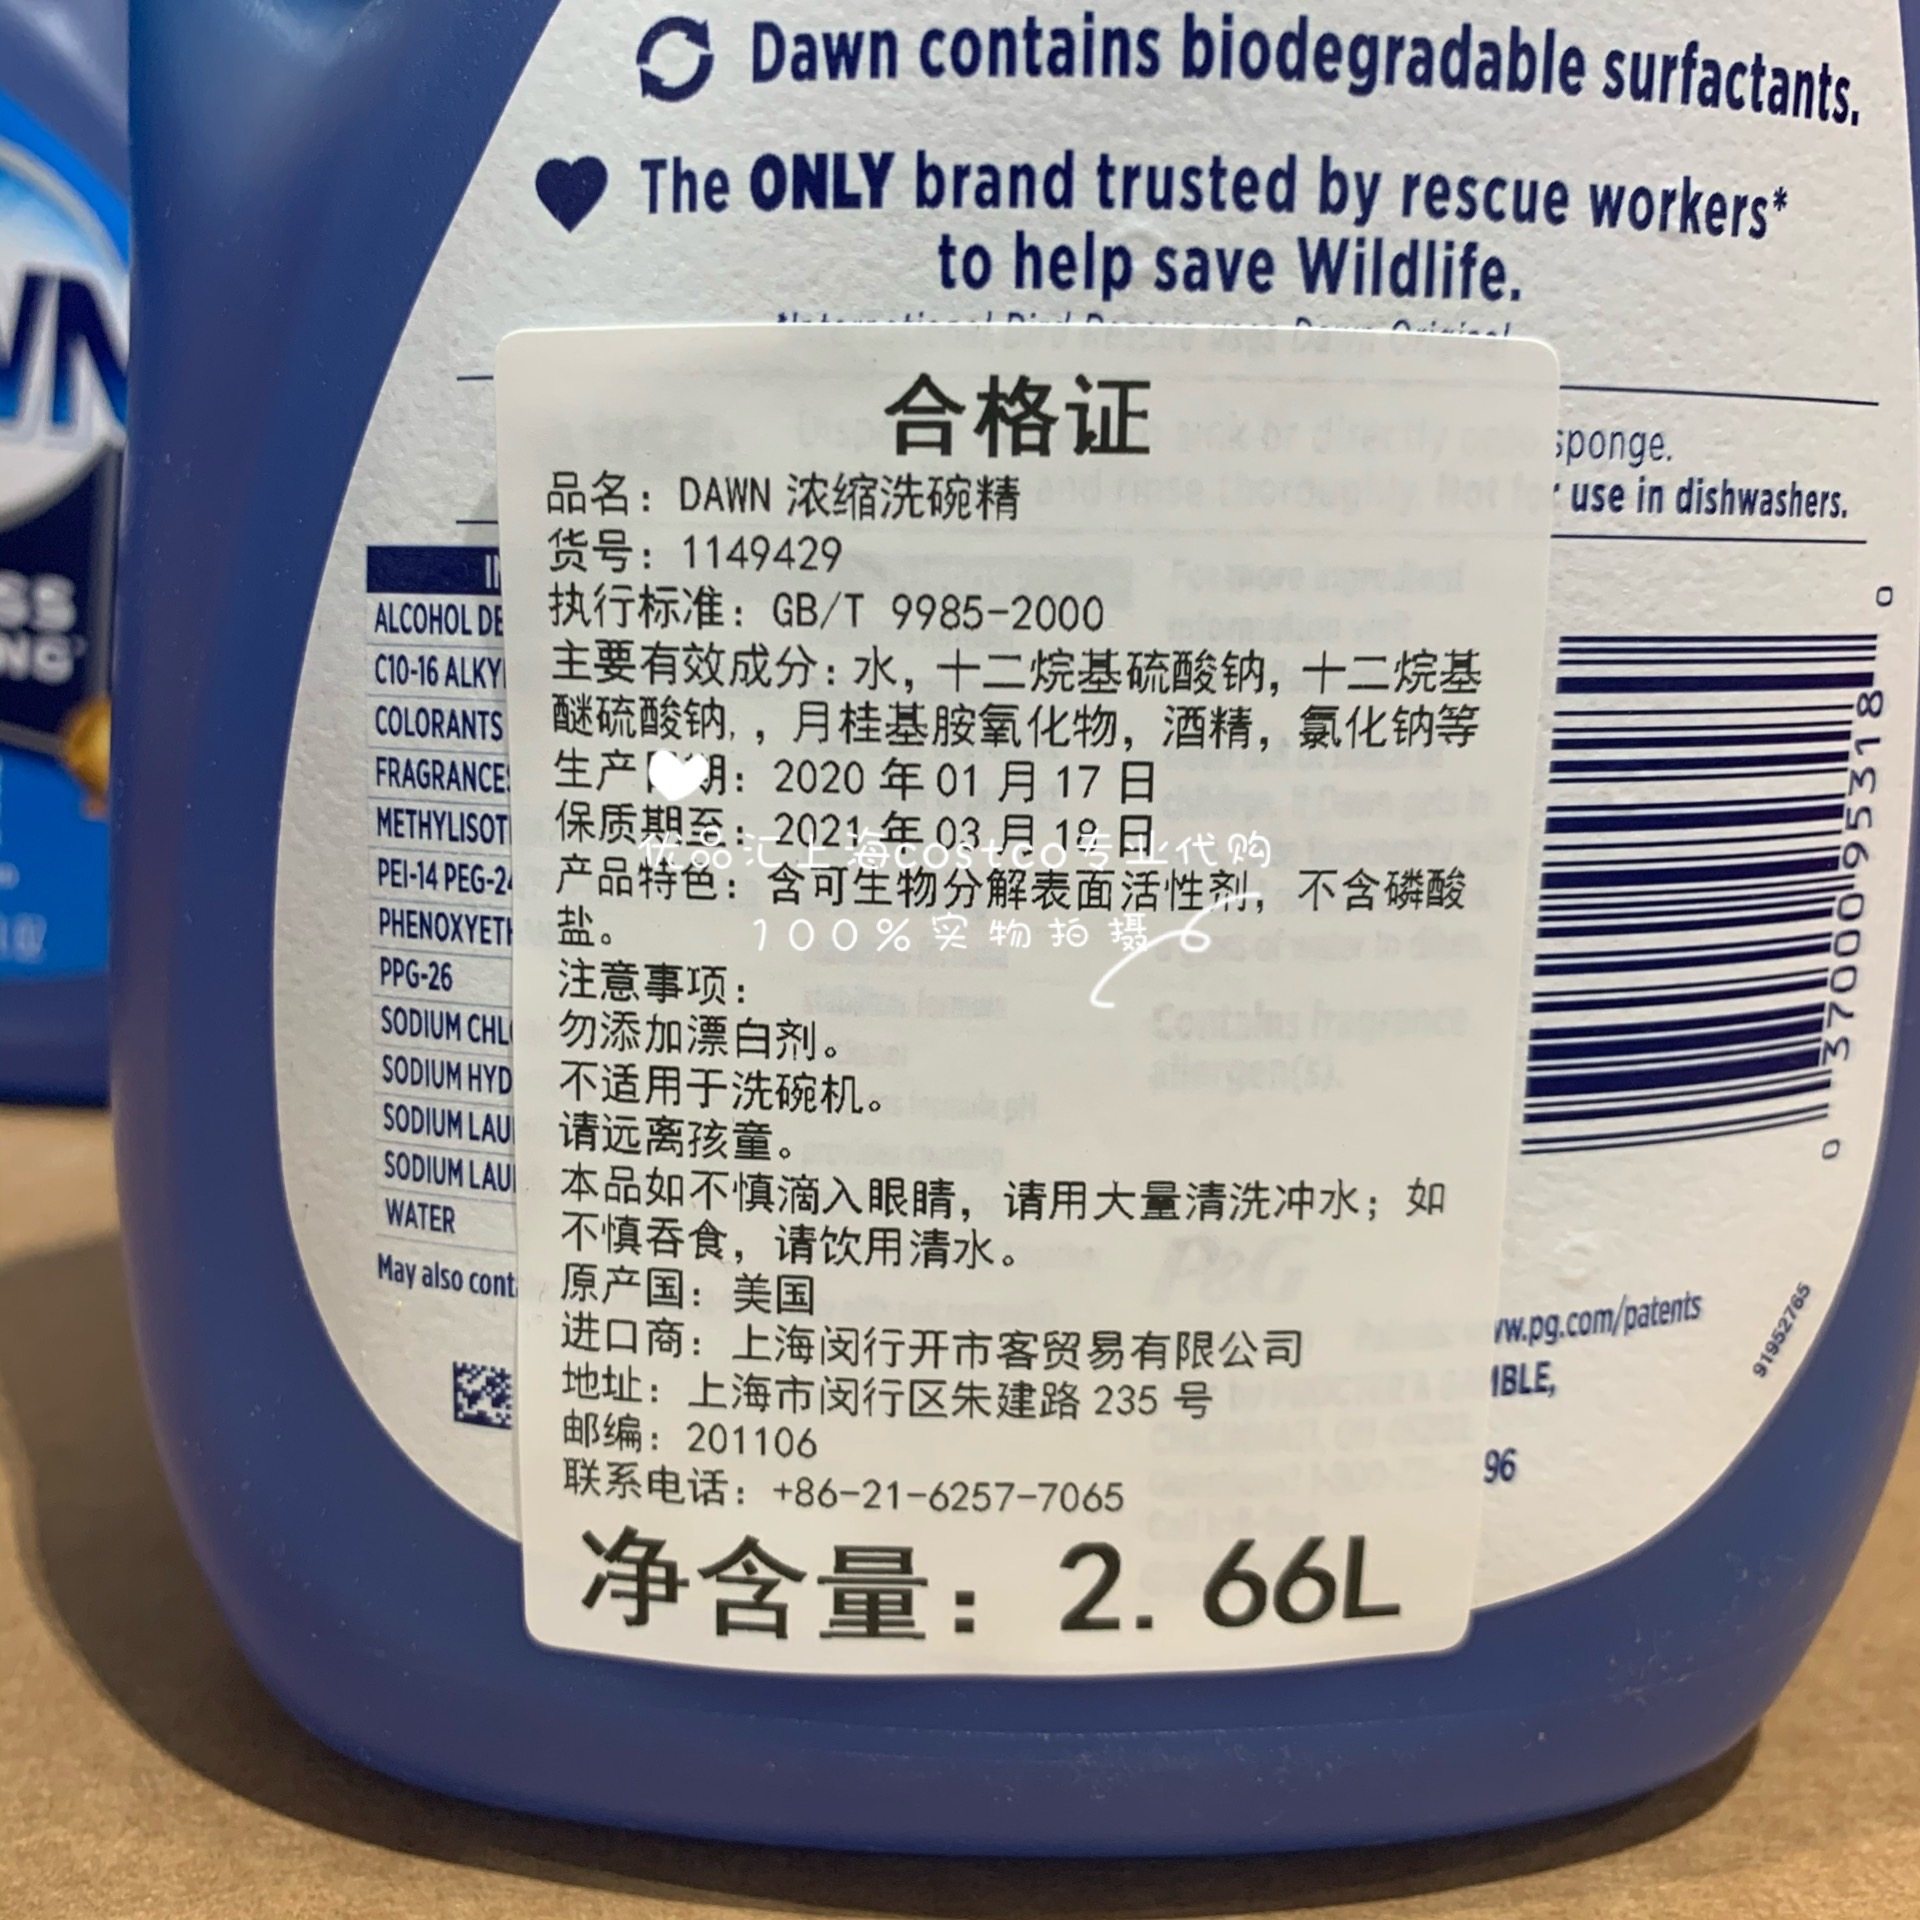 Dawn contains biodegradable surfactants.
The ONLY brand trusted by rescue workers*
to help save Wildlife.
*International Bird Rescue uses Dawn Original
合格证
sponge.
use in dishwashers.
品名：DAWN 浓缩洗碗精
货号：1149429
执行标准：GB/T 9985-2000
主要有效成分：水，十二烷基硫酸钠，十二烷基
醚硫酸钠,，月桂基胺氧化物，酒精，氯化钠等
生产日期：2020 年 01 月 17 日
保质期至：2021 年 03 月 18 日
优品汇上海costco专业代购
产品特色：含可生物分解表面活性剂，不含磷酸
盐。
100%实物拍摄
注意事项：
勿添加漂白剂。
不适用于洗碗机。
请远离孩童。
本品如不慎滴入眼睛，请用大量清洗冲水；如
不慎吞食，请饮用清水。
原产国：美国
进口商：上海闵行开市客贸易有限公司
地址：上海市闵行区朱建路 235 号
邮编：201106
联系电话：+86-21-6257-7065
净含量：2.66L
ALCOHOL DE
C10-16 ALKY
COLORANTS
FRAGRANCES
METHYLISOT
PEI-14 PEG-24
PHENOXYETH
PPG-26
SODIUM CHL
SODIUM HYD
SODIUM LAU
SODIUM LAU
WATER
May also cont
0 37000 95318 0
ww.pg.com/patents
MBLE,
96
91952765